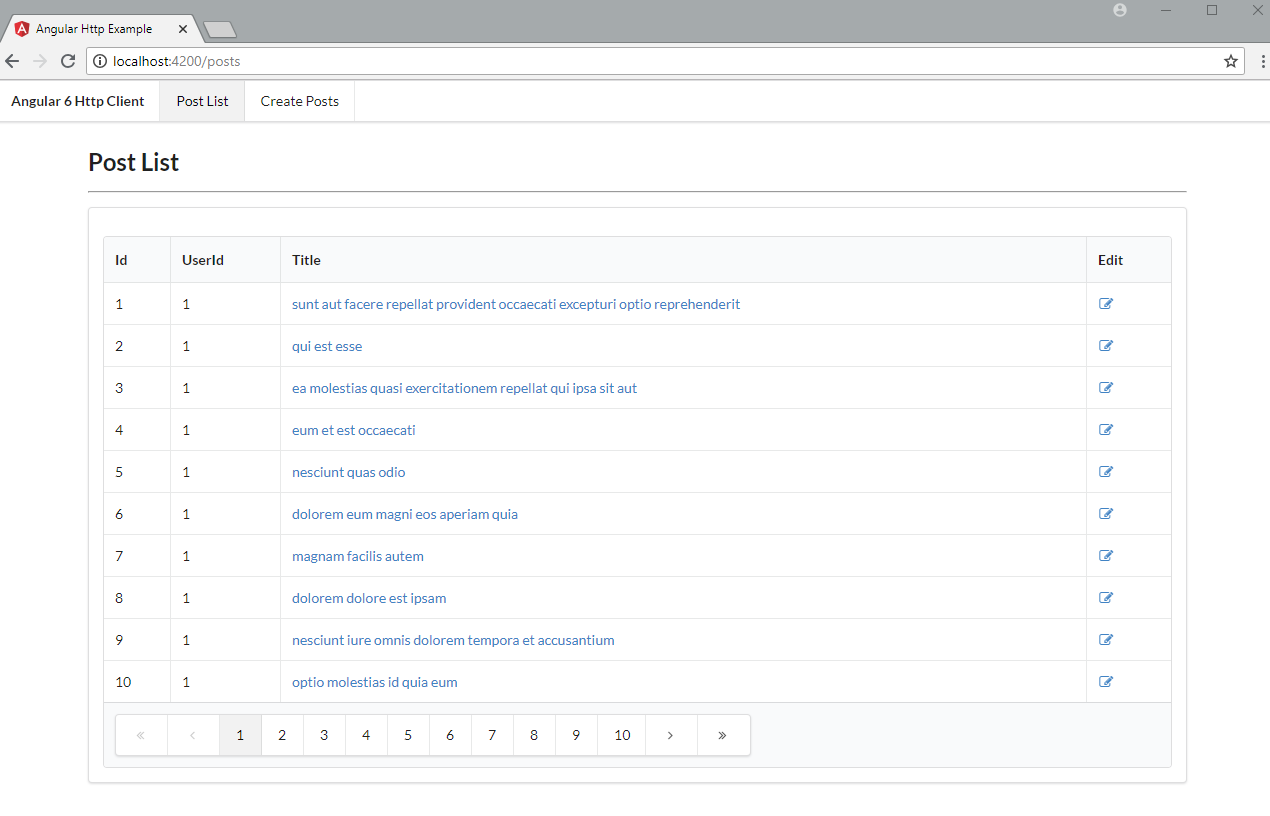 Angular Http Example
localhost:4200/posts
Angular 6 Http Client Post List Create Posts
Post List
Id UserId Title Edit
1 1 sunt aut facere repellat provident occaecati excepturi optio reprehenderit
2 1 qui est esse
3 1 ea molestias quasi exercitationem repellat qui ipsa sit aut
4 1 eum et est occaecati
5 1 nesciunt quas odio
6 1 dolorem eum magni eos aperiam quia
7 1 magnam facilis autem
8 1 dolorem dolore est ipsam
9 1 nesciunt iure omnis dolorem tempora et accusantium
10 1 optio molestias id quia eum
« ‹ 1 2 3 4 5 6 7 8 9 10 › »